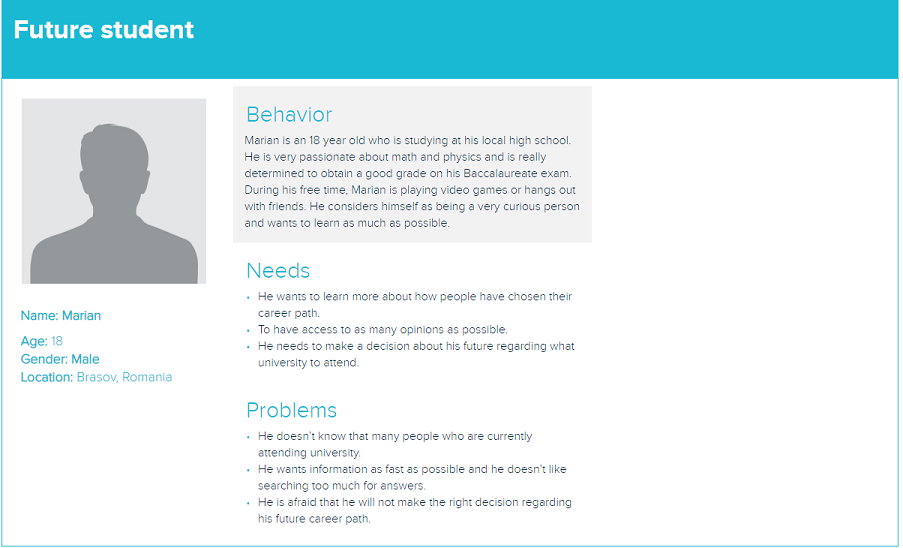 Future student
Name: Marian
Age: 18
Gender: Male
Location: Brasov, Romania
Behavior
Marian is an 18 year old who is studying at his local high school.
He is very passionate about math and physics and is really
determined to obtain a good grade on his Baccalaureate exam.
During his free time, Marian is playing video games or hangs out
with friends. He considers himself as being a very curious person
and wants to learn as much as possible.
Needs
• He wants to learn more about how people have chosen their
career path.
• To have access to as many opinions as possible.
• He needs to make a decision about his future regarding what
university to attend.
Problems
• He doesn't know that many people who are currently
attending university.
• He wants information as fast as possible and he doesn't like
searching too much for answers.
• He is afraid that he will not make the right decision regarding
his future career path.